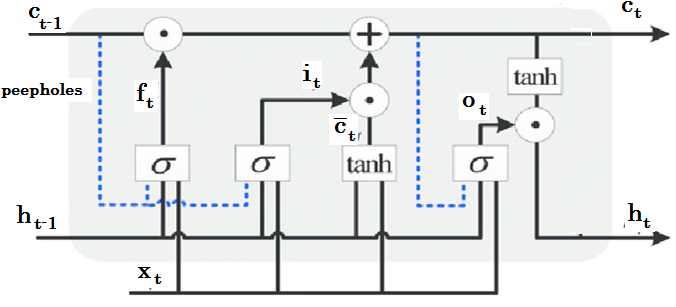 c_t-1
c_t
tanh
peepholes
f_t
i_t
o_t
c̅_t
σ
σ
tanh
σ
h_t-1
h_t
x_t